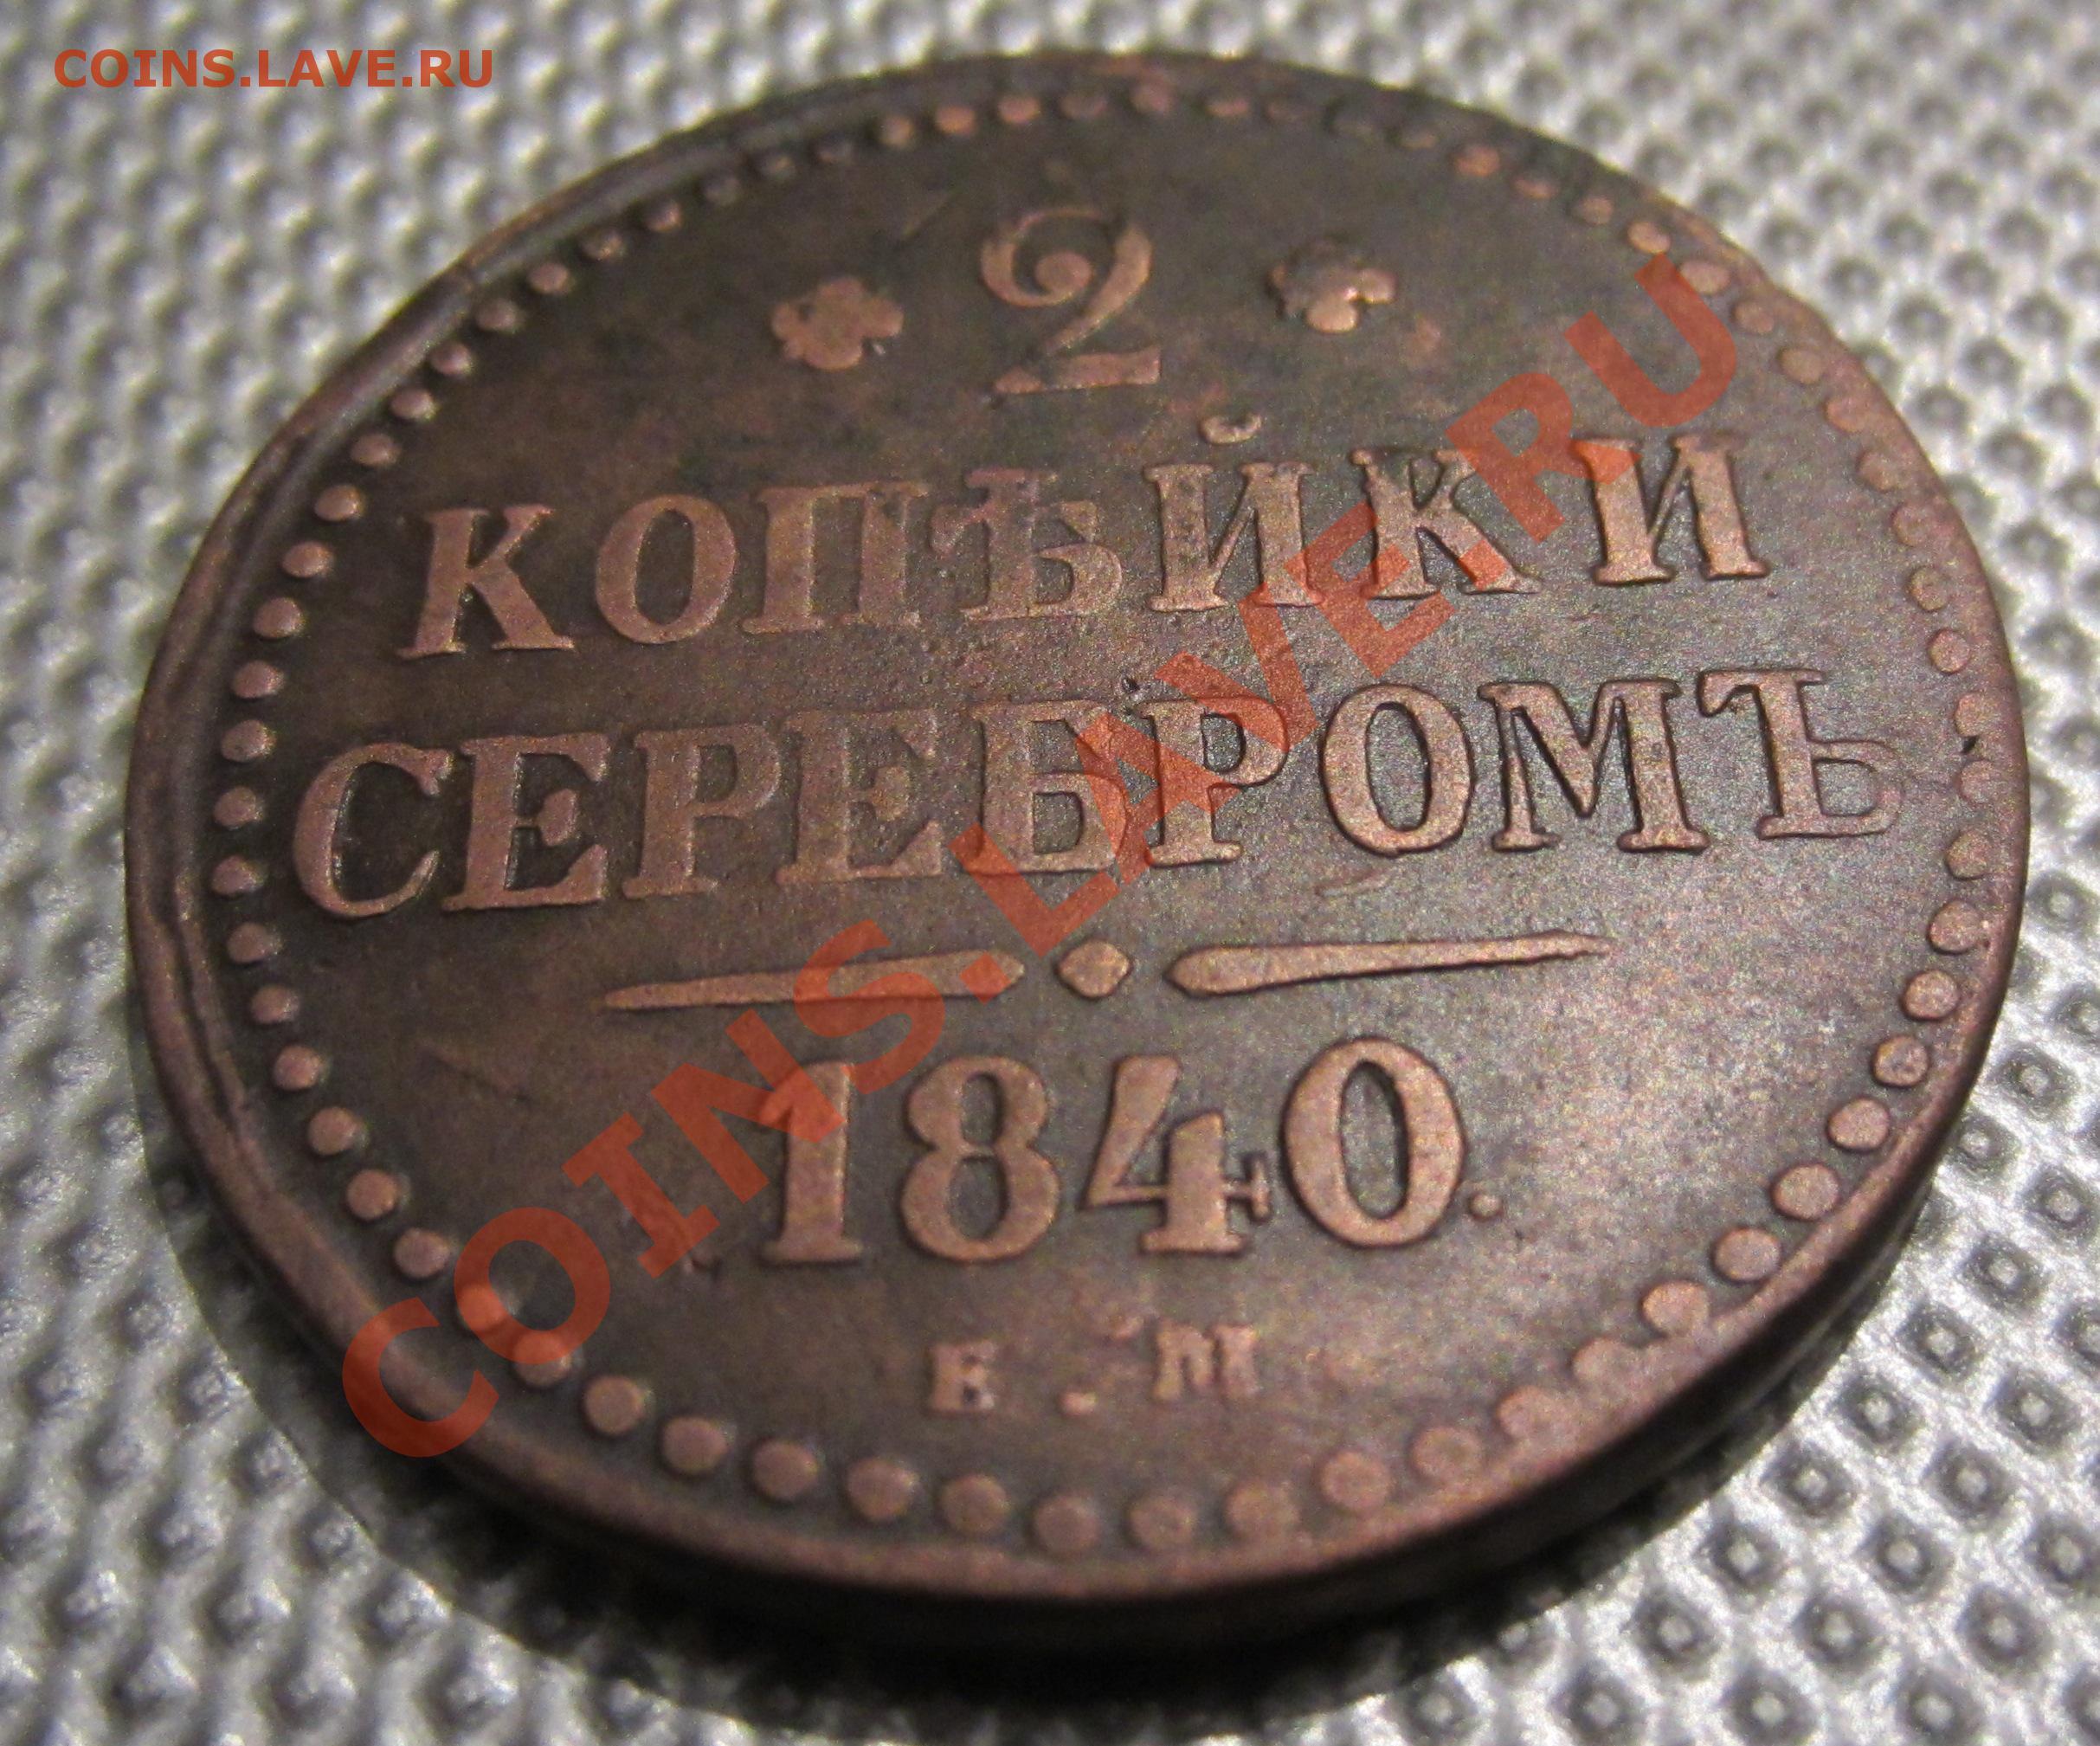 COINS.LAVE.RU
2
КОПѢЙКИ
СЕРЕБРОМЪ
1840.
Е.М
COINS.LAVE.RU